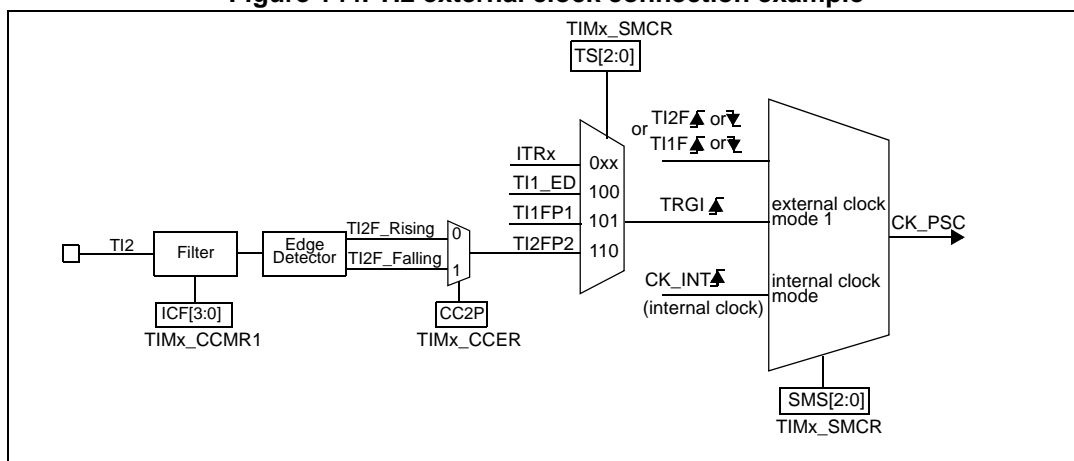 Figure TI2 external clock connection example
TIMx_SMCR
TS[2:0]
TI2F or
or
TI1F or
ITRx
0xx
TI1_ED
100
TRGI
external clock
mode 1
TI1FP1
101
CK_PSC
TI2F_Rising
0
TI2
Filter
Edge
Detector
TI2FP2
110
TI2F_Falling
1
CK_INT
internal clock
mode
(internal clock)
ICF[3:0]
CC2P
TIMx_CCMR1
TIMx_CCER
SMS[2:0]
TIMx_SMCR